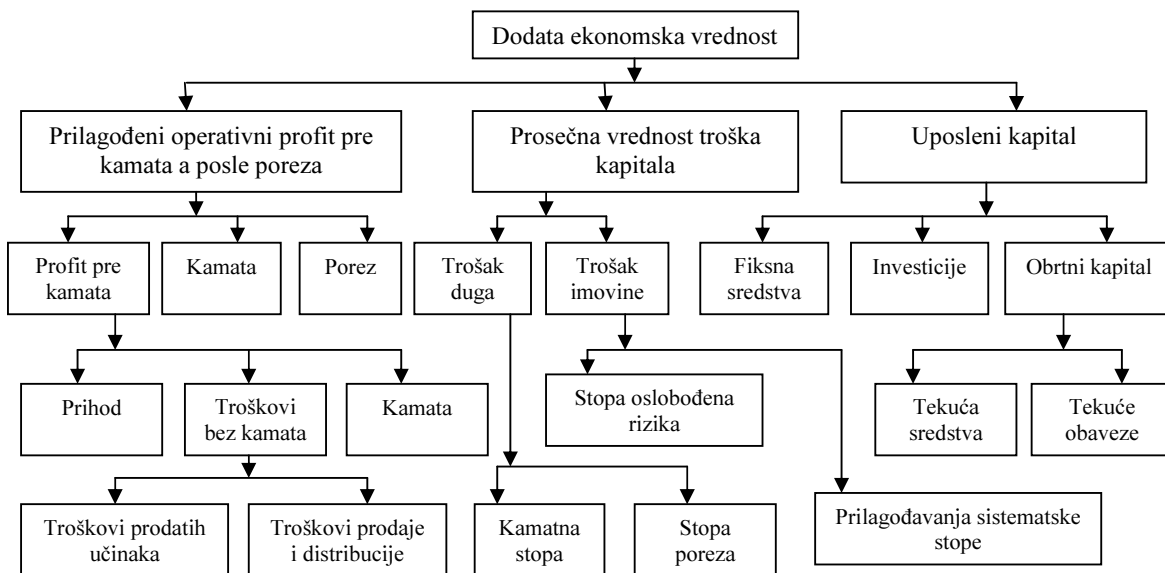 Dodata ekonomska vrednost
Prilagođeni operativni profit pre
kamata a posle poreza
Prosečna vrednost troška
kapitala
Uposleni kapital
Profit pre
kamata
Kamata
Porez
Trošak
duga
Trošak
imovine
Fiksna
sredstva
Investicije
Obrtni kapital
Prihod
Troškovi
bez kamata
Kamata
Stopa oslobođena
rizika
Tekuća
sredstva
Tekuće
obaveze
Troškovi prodatih
učinaka
Troškovi prodaje
i distribucije
Kamatna
stopa
Stopa
poreza
Prilagođavanja sistematske
stope